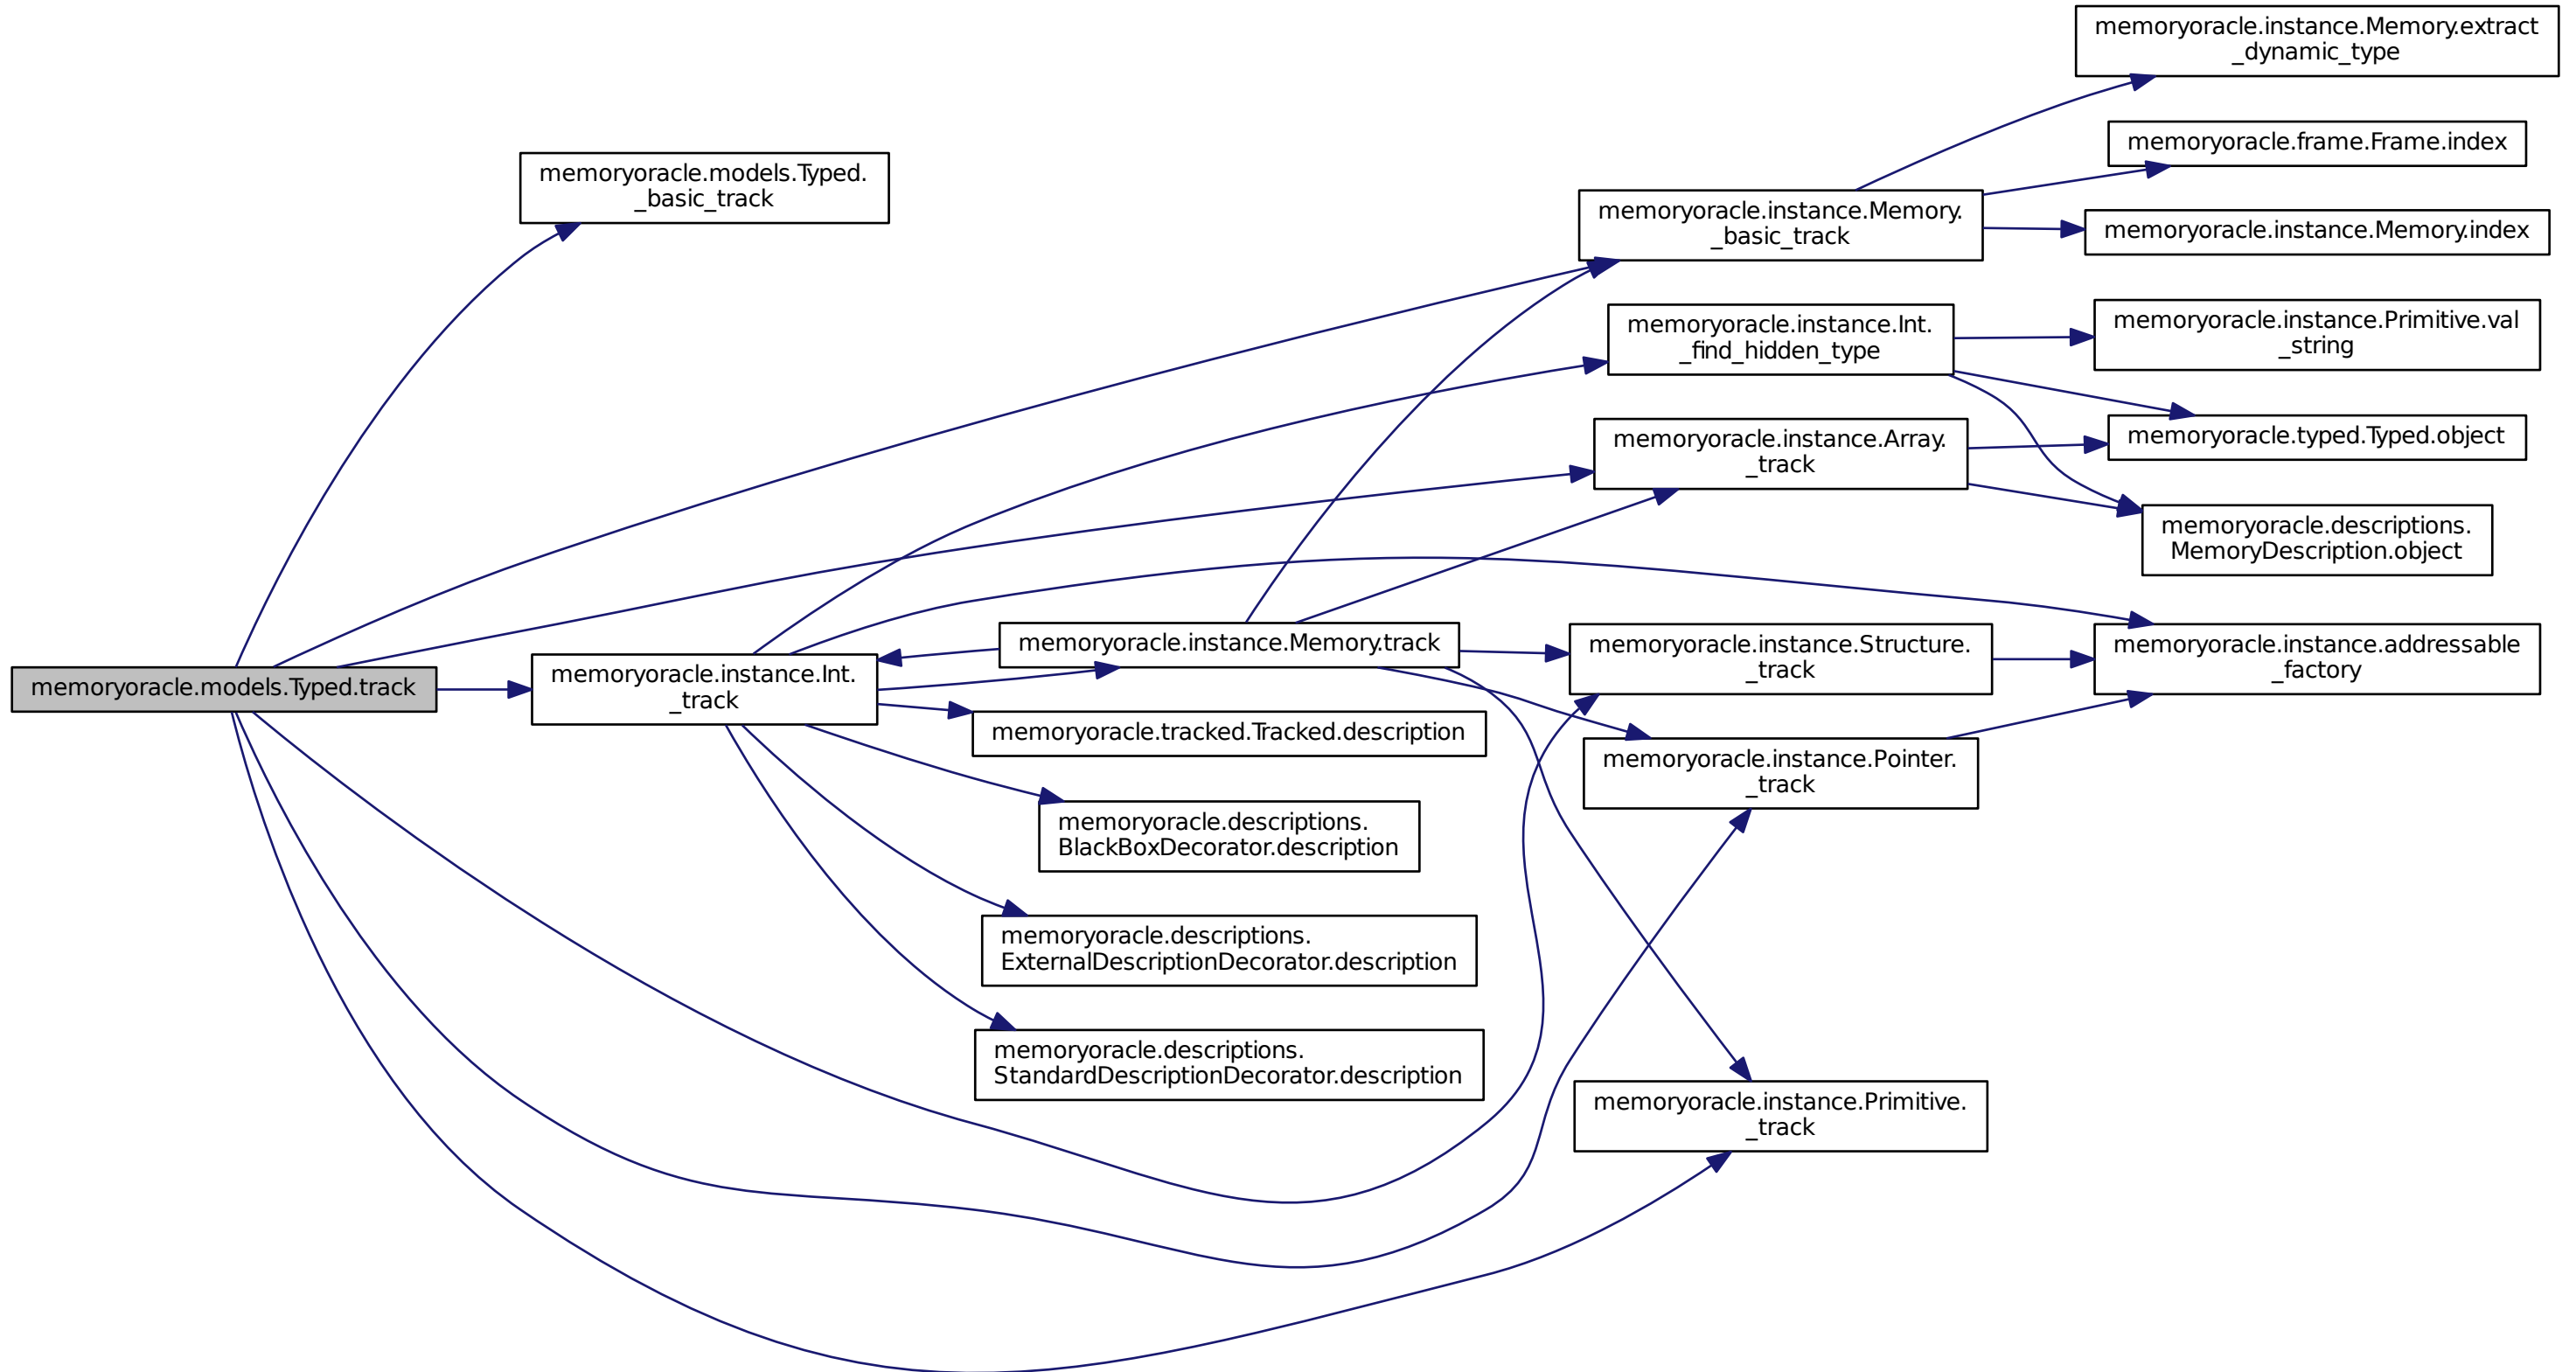 memoryoracle.models.Typed.track
memoryoracle.models.Typed.
_basic_track
memoryoracle.instance.Int.
_track
memoryoracle.instance.Memory.track
memoryoracle.tracked.Tracked.description
memoryoracle.descriptions.
BlackBoxDecorator.description
memoryoracle.descriptions.
ExternalDescriptionDecorator.description
memoryoracle.descriptions.
StandardDescriptionDecorator.description
memoryoracle.instance.Memory.
_basic_track
memoryoracle.instance.Int.
_find_hidden_type
memoryoracle.instance.Array.
_track
memoryoracle.instance.Structure.
_track
memoryoracle.instance.Pointer.
_track
memoryoracle.instance.Primitive.
_track
memoryoracle.instance.Memory.extract
_dynamic_type
memoryoracle.frame.Frame.index
memoryoracle.instance.Memory.index
memoryoracle.instance.Primitive.val
_string
memoryoracle.typed.Typed.object
memoryoracle.descriptions.
MemoryDescription.object
memoryoracle.instance.addressable
_factory